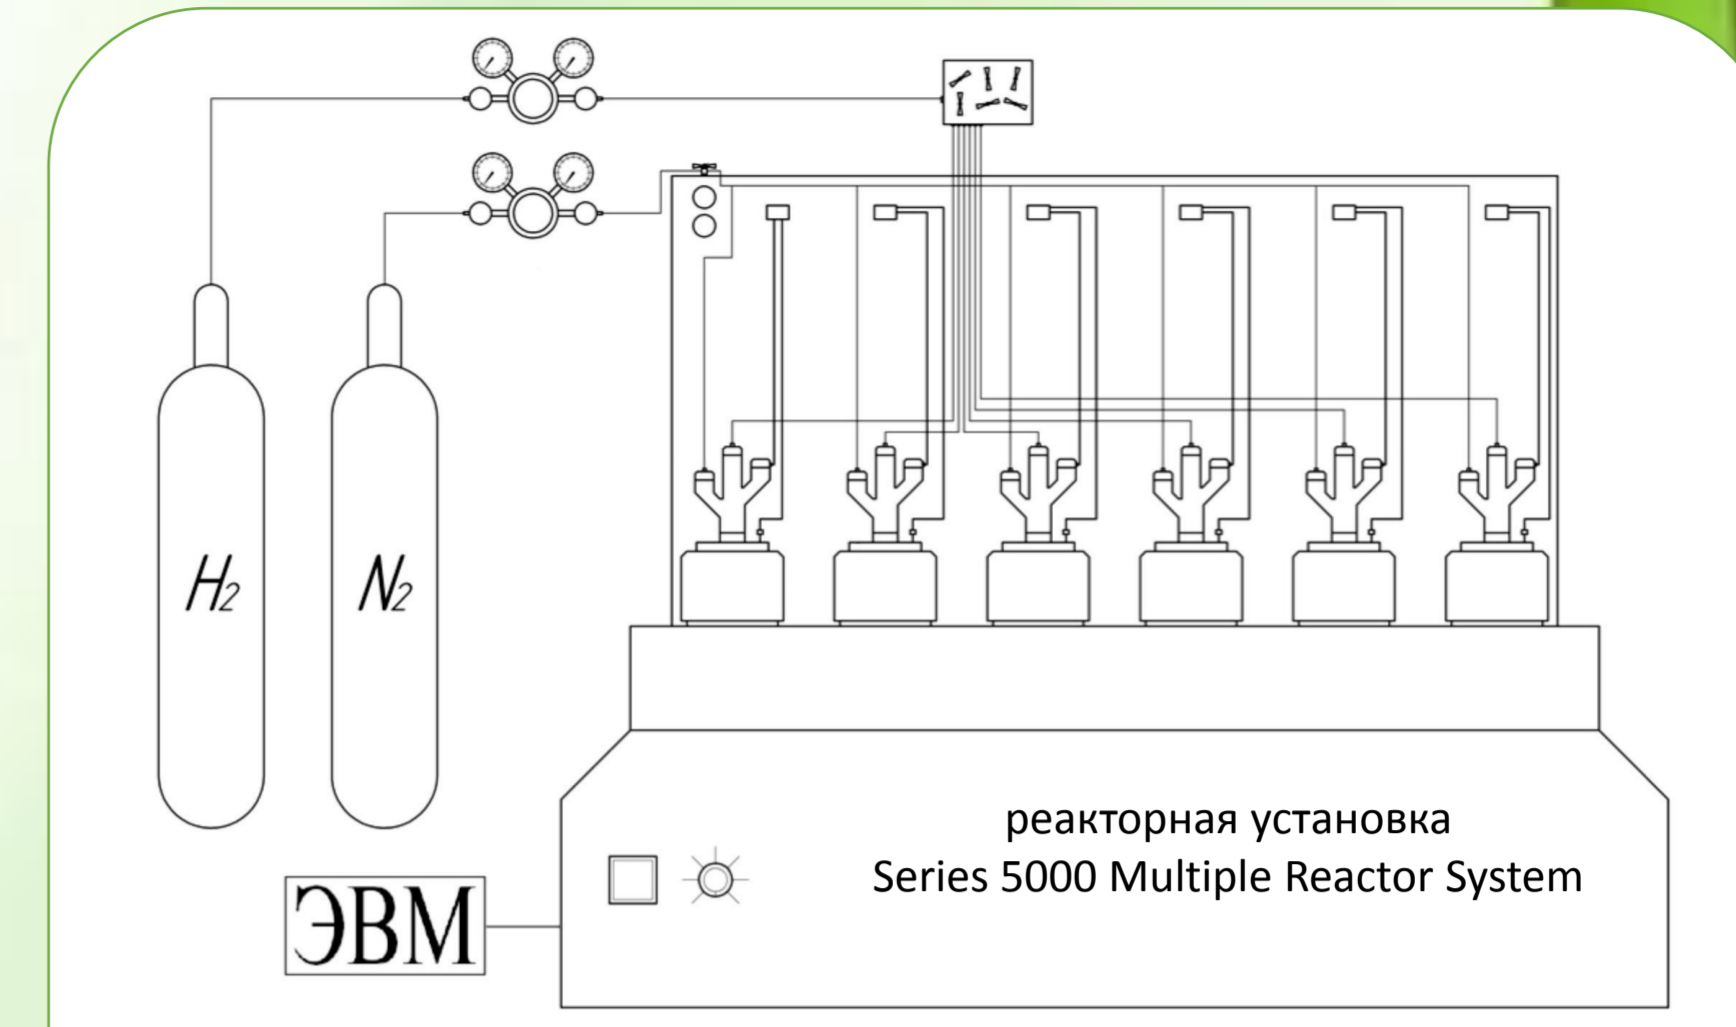 H2
N2
реакторная установка
Series 5000 Multiple Reactor System
ЭВМ